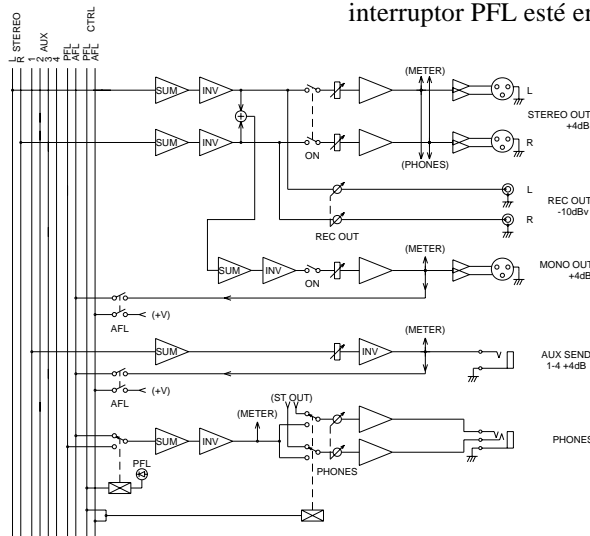 interruptor PFL esté en
L STEREO
R
1
2 AUX
3
4
PFL
AFL
PFL CTRL
AFL
(METER)
SUM INV L
STEREO OUT
+4dB
SUM INV ON R
(PHONES)
L
REC OUT
-10dBv
R
REC OUT
(METER)
SUM INV ON
MONO OUT
+4dB
(+V)
AFL
(METER)
SUM INV
AUX SEND
1-4 +4dB
(+V)
AFL
(ST OUT)
(METER)
SUM INV
PHONES
PHONES
PFL